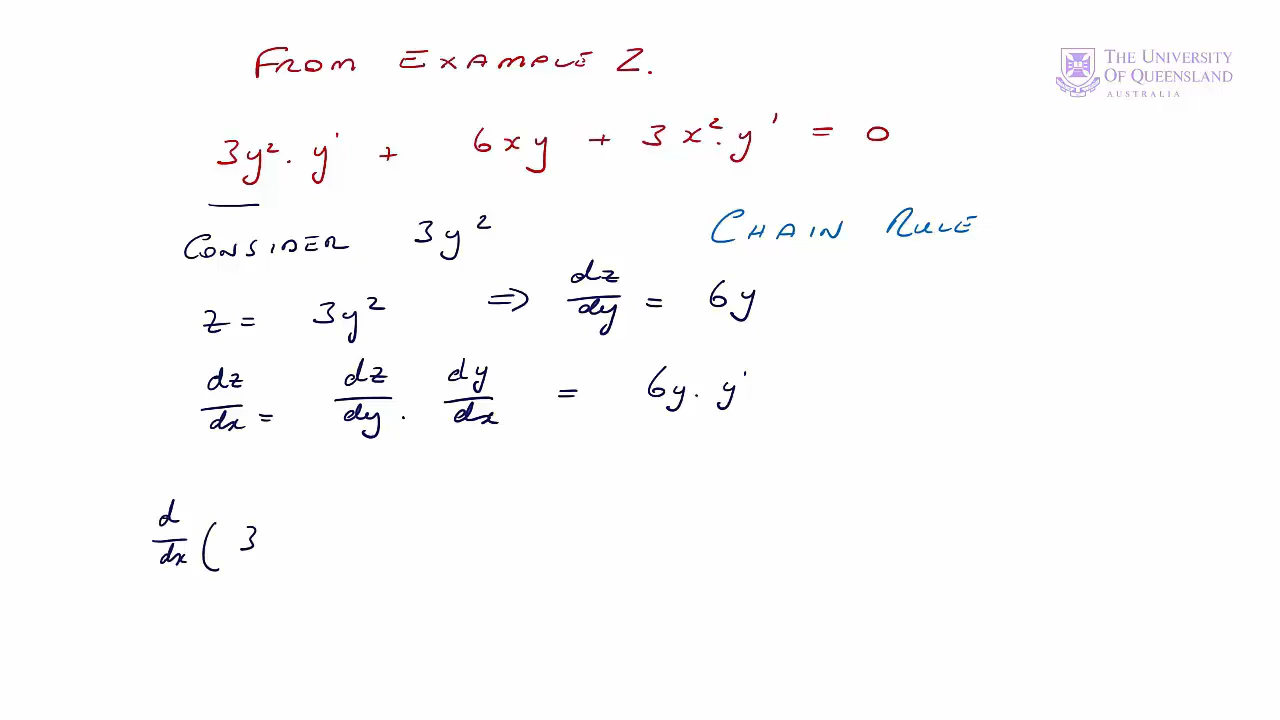 FROM EXAMPLE 2.
THE UNIVERSITY
OF QUEENSLAND
AUSTRALIA
3y². y' + 6xy + 3x². y' = 0
CONSIDER 3y²
CHAIN RULE
z = 3y² => dz/dy = 6y
dz/dx = dz/dy . dy/dx = 6y. y'
d/dx ( 3